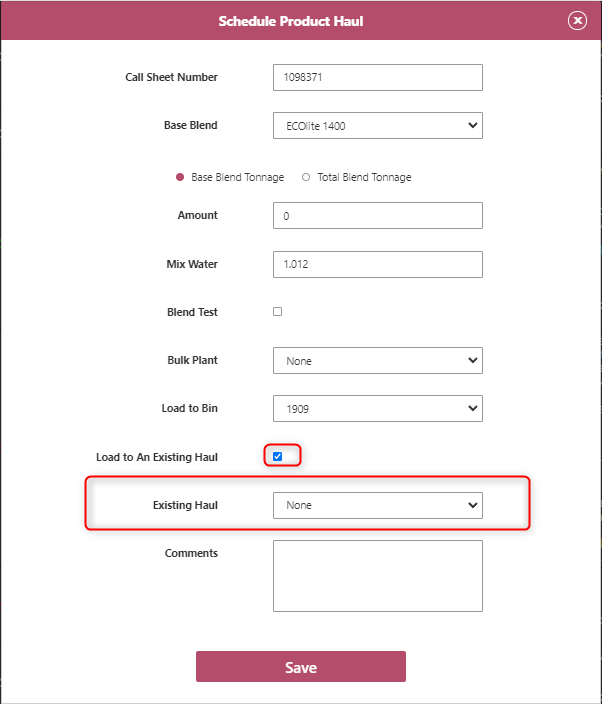 Schedule Product Haul
Call Sheet Number 1098371
Base Blend ECOlite 1400
Base Blend Tonnage Total Blend Tonnage
Amount 0
Mix Water 1.012
Blend Test
Bulk Plant None
Load to Bin 1909
Load to An Existing Haul
Existing Haul None
Comments
Save